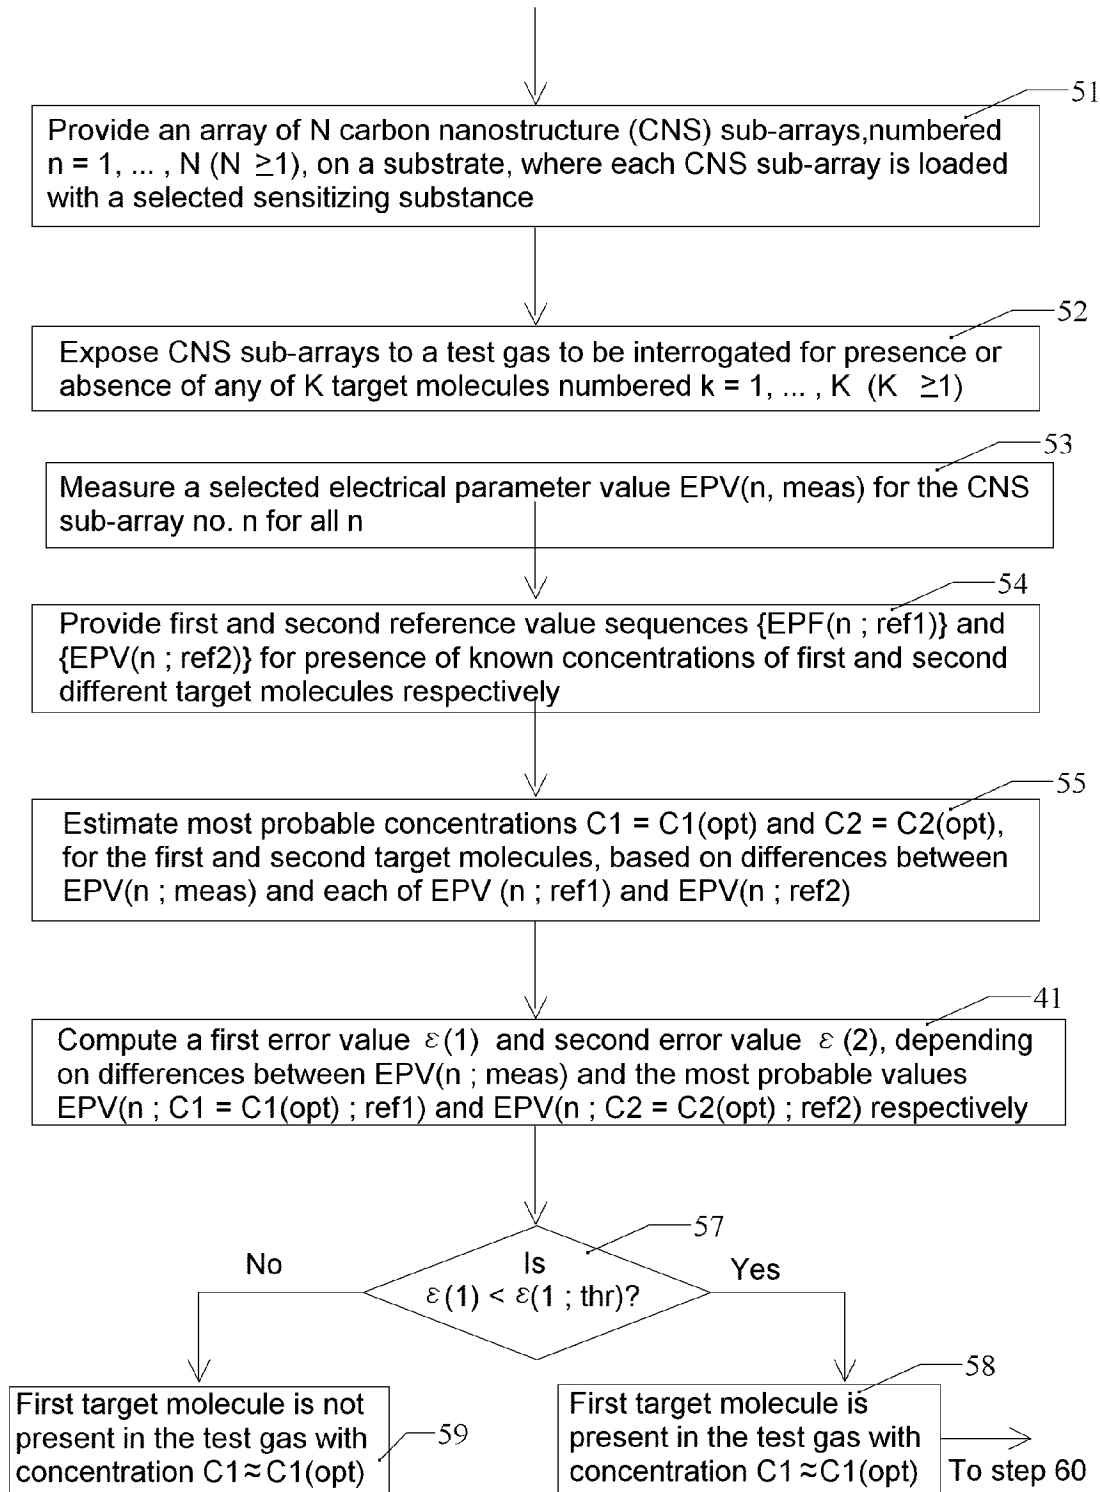 51
Provide an array of N carbon nanostructure (CNS) sub-arrays,numbered
n = 1, ... , N (N ≥1), on a substrate, where each CNS sub-array is loaded
with a selected sensitizing substance
52
Expose CNS sub-arrays to a test gas to be interrogated for presence or
absence of any of K target molecules numbered k = 1, ... , K (K ≥1)
53
Measure a selected electrical parameter value EPV(n, meas) for the CNS
sub-array no. n for all n
54
Provide first and second reference value sequences {EPF(n ; ref1)} and
{EPV(n ; ref2)} for presence of known concentrations of first and second
different target molecules respectively
55
Estimate most probable concentrations C1 = C1(opt) and C2 = C2(opt),
for the first and second target molecules, based on differences between
EPV(n ; meas) and each of EPV (n ; ref1) and EPV(n ; ref2)
41
Compute a first error value ε(1) and second error value ε (2), depending
on differences between EPV(n ; meas) and the most probable values
EPV(n ; C1 = C1(opt) ; ref1) and EPV(n ; C2 = C2(opt) ; ref2) respectively
57
No
Is
Yes
ε(1) < ε(1 ; thr)?
59
First target molecule is not
present in the test gas with
concentration C1≈C1(opt)
58
First target molecule is
present in the test gas with
concentration C1≈C1(opt)
To step 60